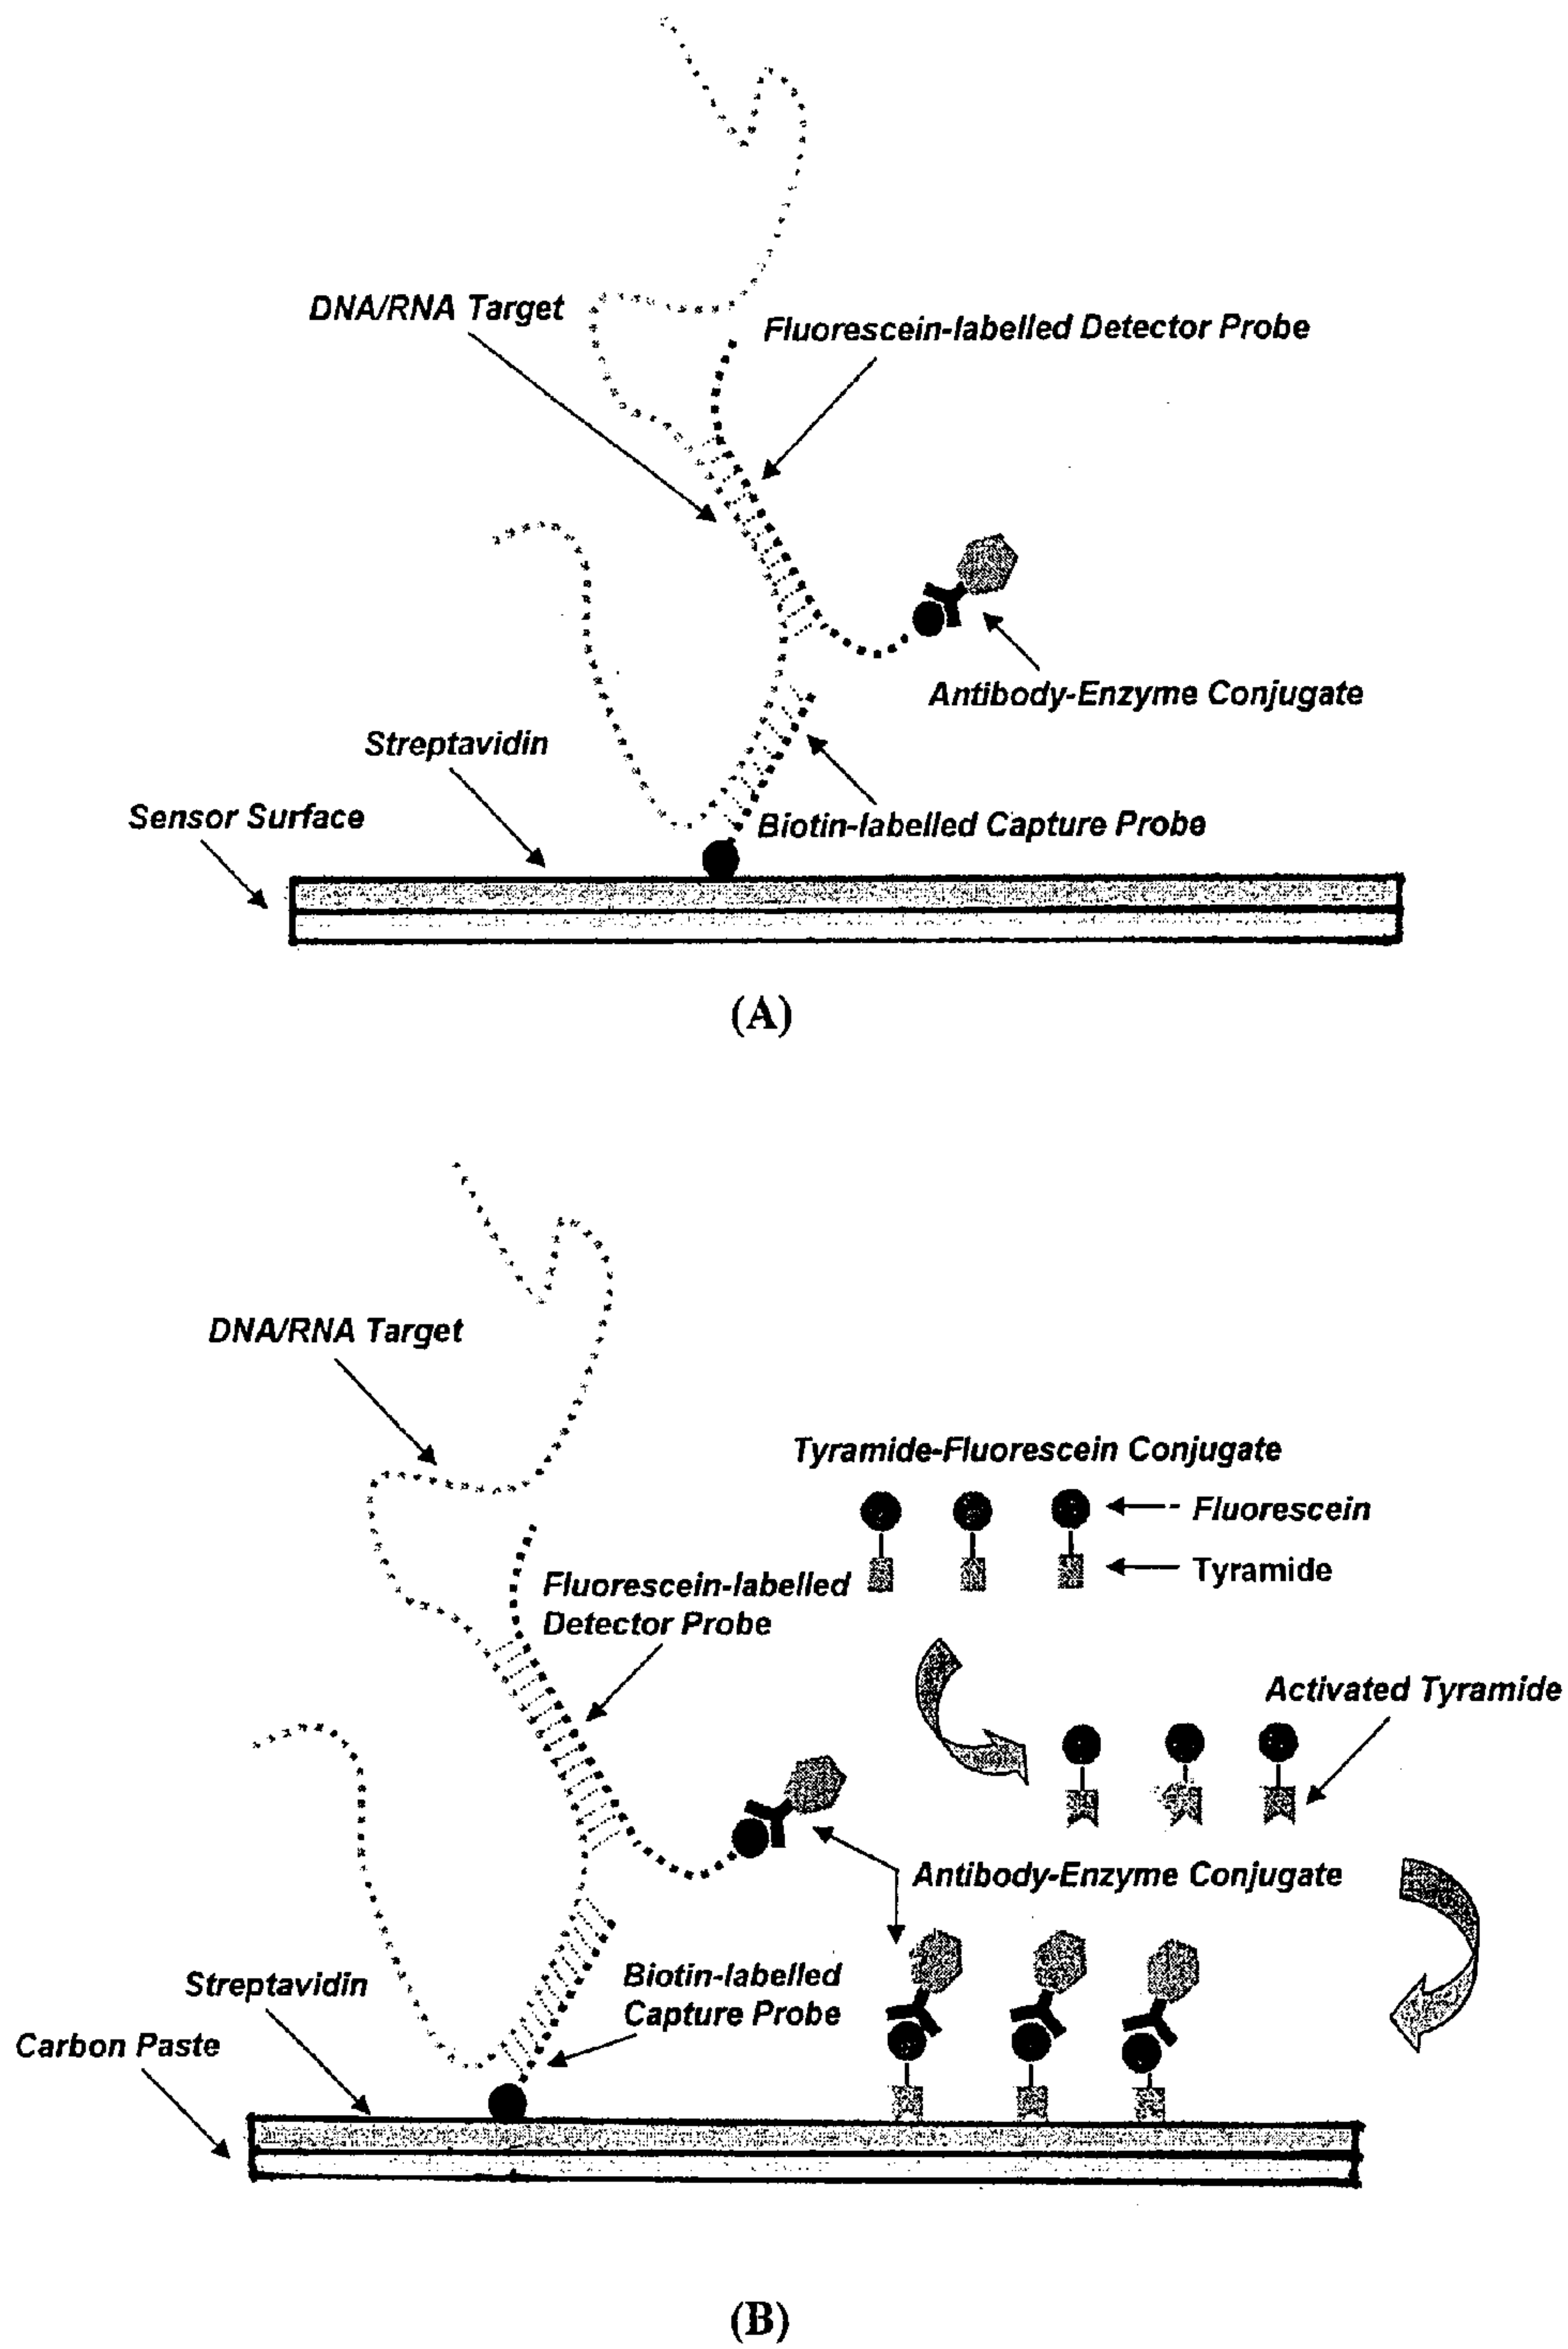 DNA/RNA Target
Fluorescein-labelled Detector Probe
Antibody-Enzyme Conjugate
Streptavidin
Sensor Surface
Biotin-labelled Capture Probe
(A)
DNA/RNA Target
Tyramide-Fluorescein Conjugate
Fluorescein
Tyramide
Fluorescein-labelled
Detector Probe
Activated Tyramide
Antibody-Enzyme Conjugate
Biotin-labelled
Capture Probe
Streptavidin
Carbon Paste
(B)